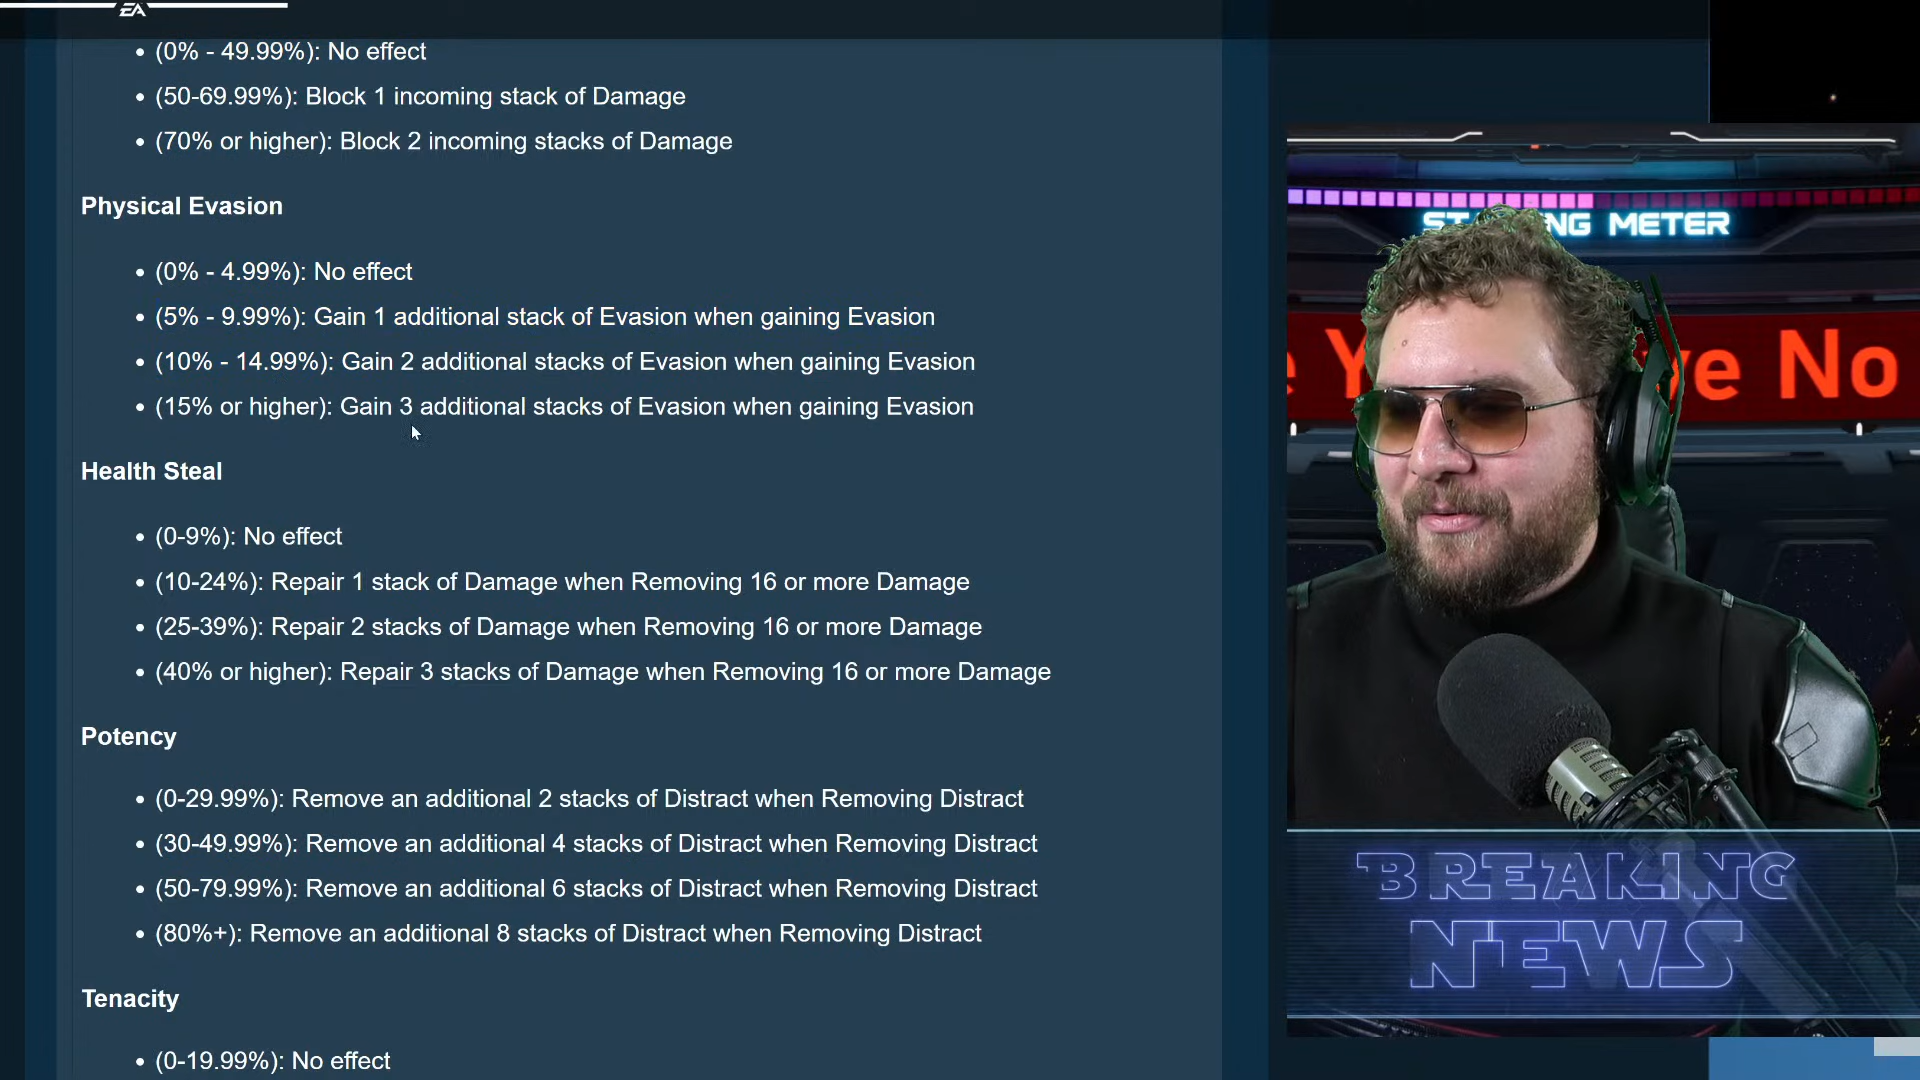 EA
(0% - 49.99%): No effect
(50-69.99%): Block 1 incoming stack of Damage
(70% or higher): Block 2 incoming stacks of Damage
Physical Evasion
(0% - 4.99%): No effect
(5% - 9.99%): Gain 1 additional stack of Evasion when gaining Evasion
(10% - 14.99%): Gain 2 additional stacks of Evasion when gaining Evasion
(15% or higher): Gain 3 additional stacks of Evasion when gaining Evasion
Health Steal
(0-9%): No effect
(10-24%): Repair 1 stack of Damage when Removing 16 or more Damage
(25-39%): Repair 2 stacks of Damage when Removing 16 or more Damage
(40% or higher): Repair 3 stacks of Damage when Removing 16 or more Damage
Potency
(0-29.99%): Remove an additional 2 stacks of Distract when Removing Distract
(30-49.99%): Remove an additional 4 stacks of Distract when Removing Distract
(50-79.99%): Remove an additional 6 stacks of Distract when Removing Distract
(80%+): Remove an additional 8 stacks of Distract when Removing Distract
Tenacity
(0-19.99%): No effect
METER
No
BREAKING
NEWS